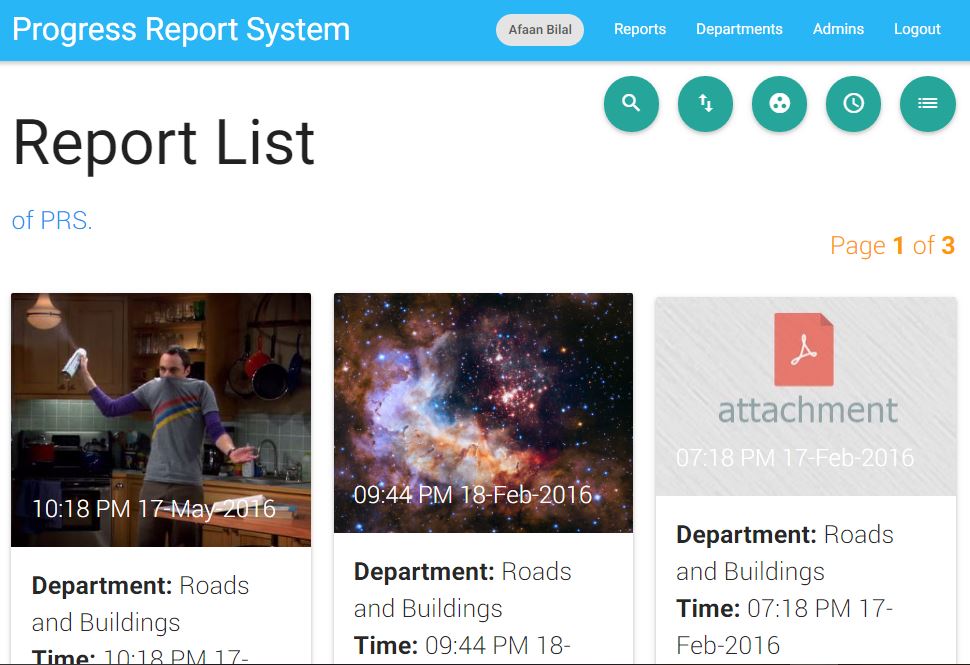 Progress Report System
Afaan Bilal
Reports
Departments
Admins
Logout
Report List
of PRS.
Page 1 of 3
10:18 PM 17-May-2016
Department: Roads
and Buildings
Time: 10:18 PM 17-
09:44 PM 18-Feb-2016
Department: Roads
and Buildings
Time: 09:44 PM 18-
attachment
07:18 PM 17-Feb-2016
Department: Roads
and Buildings
Time: 07:18 PM 17-
Feb-2016